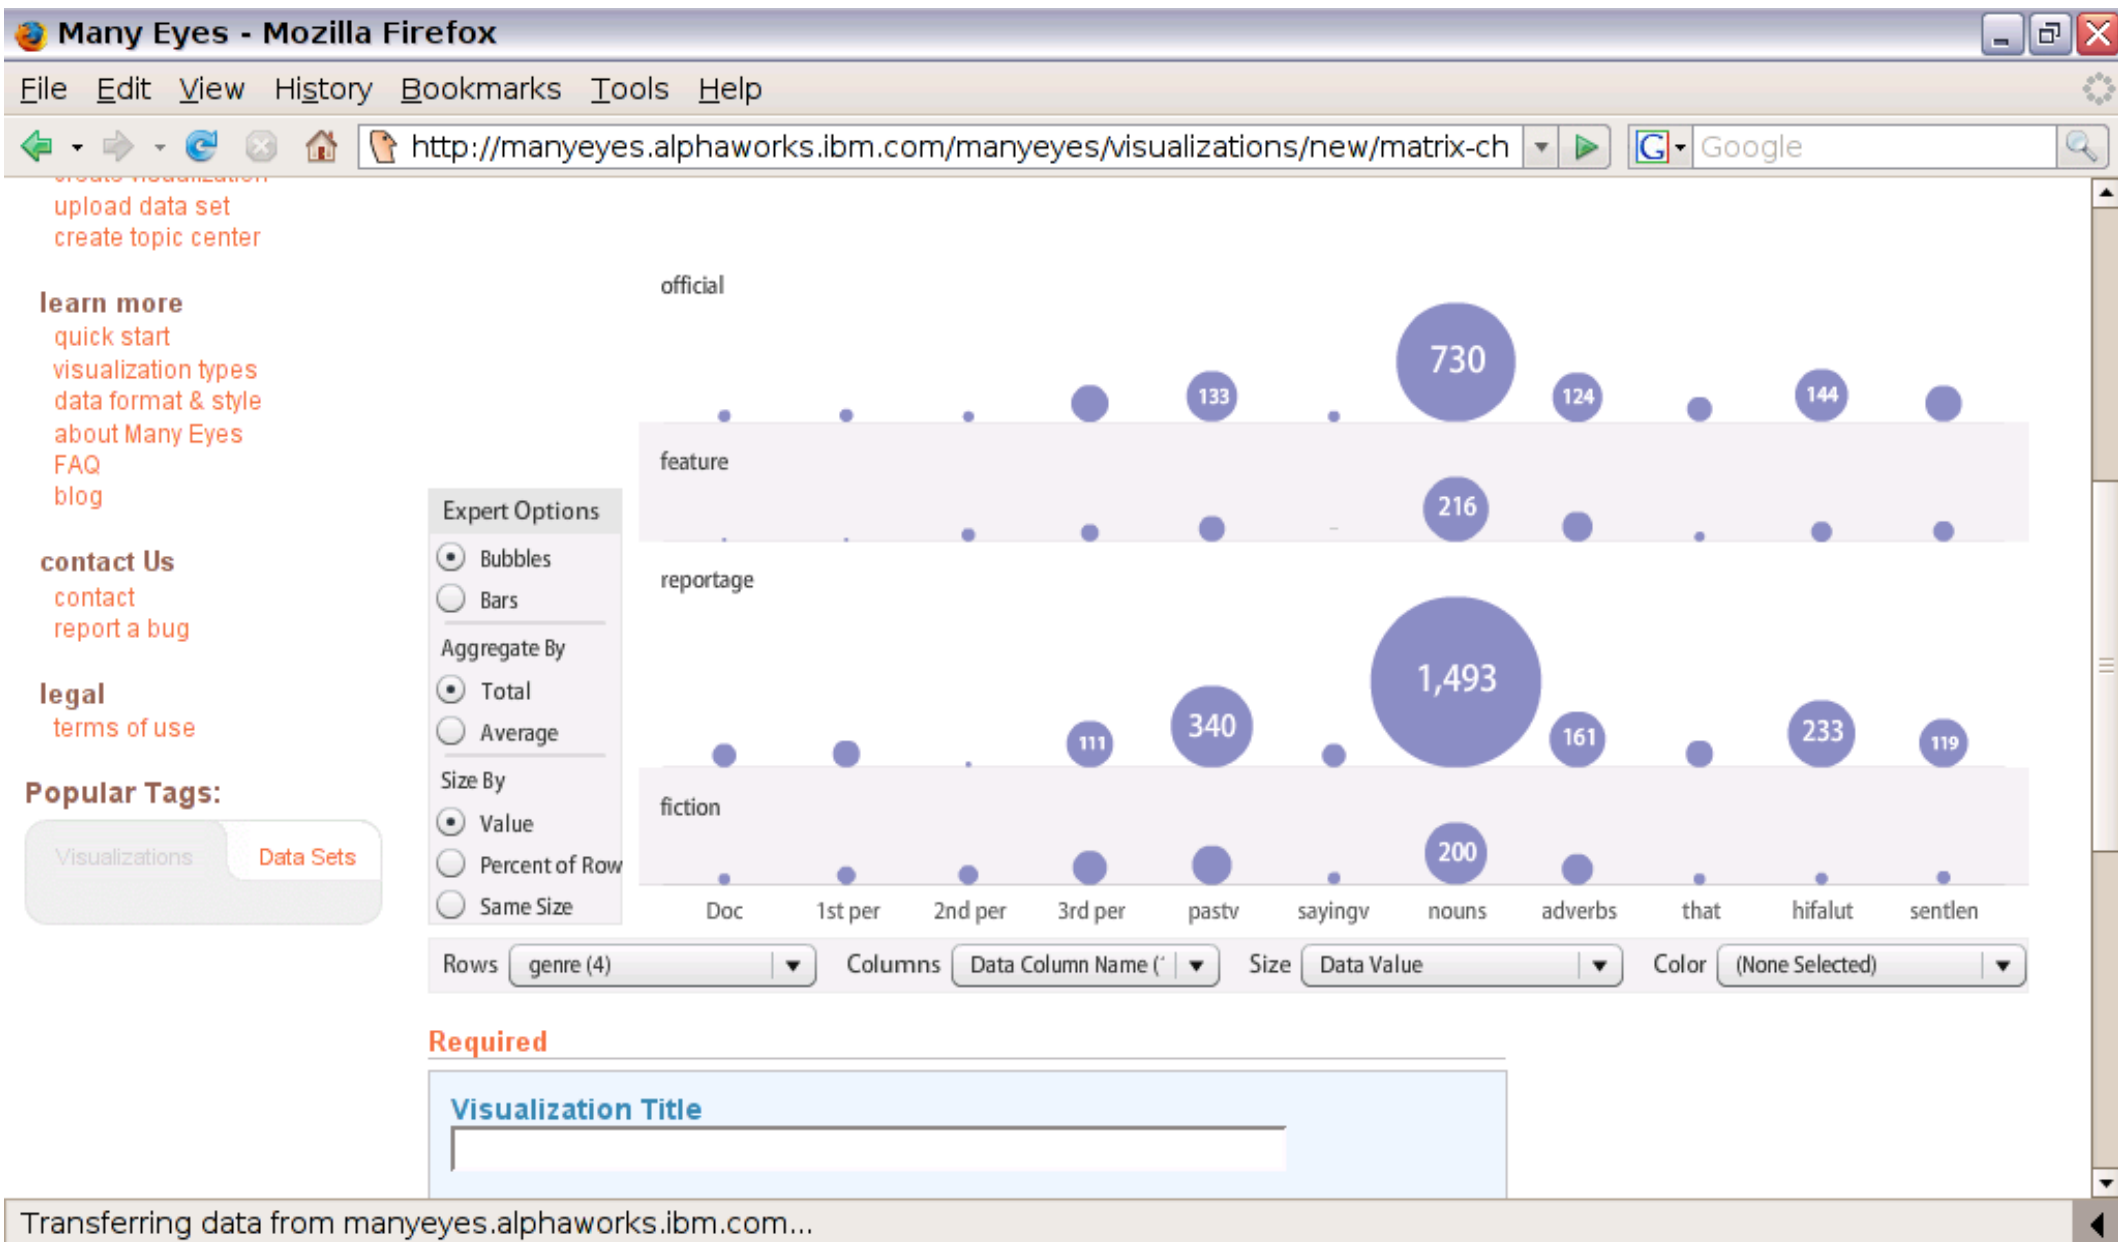 Many Eyes - Mozilla Firefox
File Edit View History Bookmarks Tools Help
http://manyeyes.alphaworks.ibm.com/manyeyes/visualizations/new/matrix-ch
G Google
create visualization
upload data set
create topic center
learn more
quick start
visualization types
data format & style
about Many Eyes
FAQ
blog
contact Us
contact
report a bug
legal
terms of use
Popular Tags:
Visualizations Data Sets
Expert Options
Bubbles
Bars
Aggregate By
Total
Average
Size By
Value
Percent of Row
Same Size
official
730
133
124
144
feature
216
reportage
1,493
340
111
161
233
119
fiction
200
Doc 1st per 2nd per 3rd per pastv sayingv nouns adverbs that hifalut sentlen
Rows genre (4) Columns Data Column Name (' Size Data Value Color (None Selected)
Required
Visualization Title
Transferring data from manyeyes.alphaworks.ibm.com...